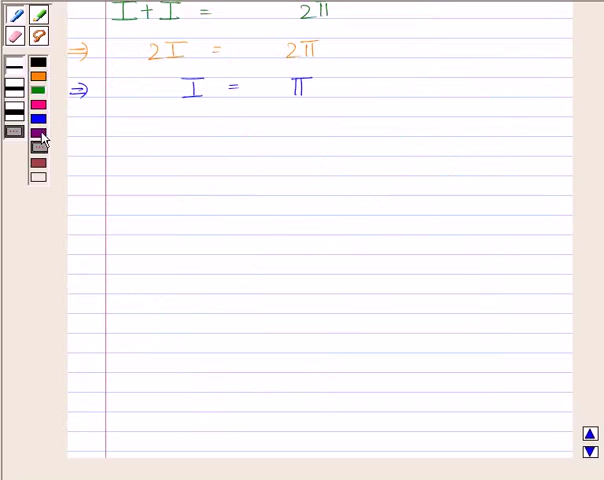 I + I = 2π
⇒ 2I = 2π
⇒ I = π